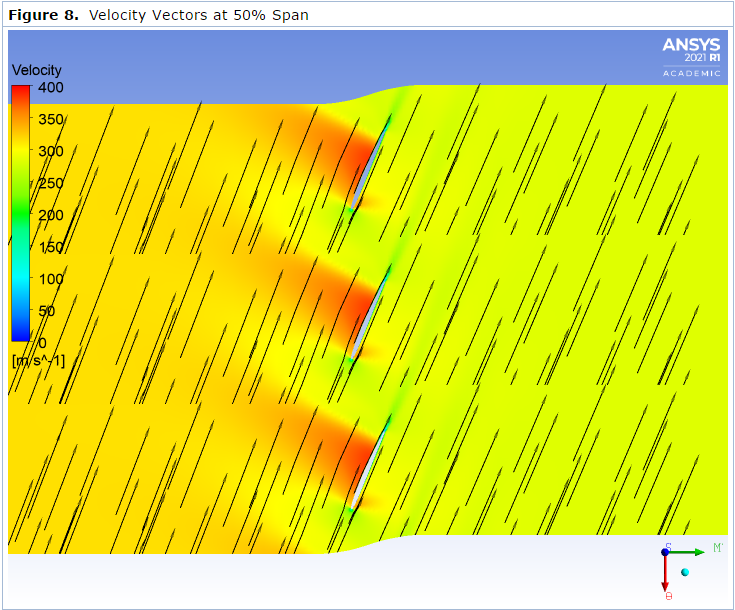 Figure 8. Velocity Vectors at 50% Span
ANSYS
2021 R1
ACADEMIC
Velocity
400
350
300
250
200
150
100
50
0
[m s^-1]
S
M'
θ